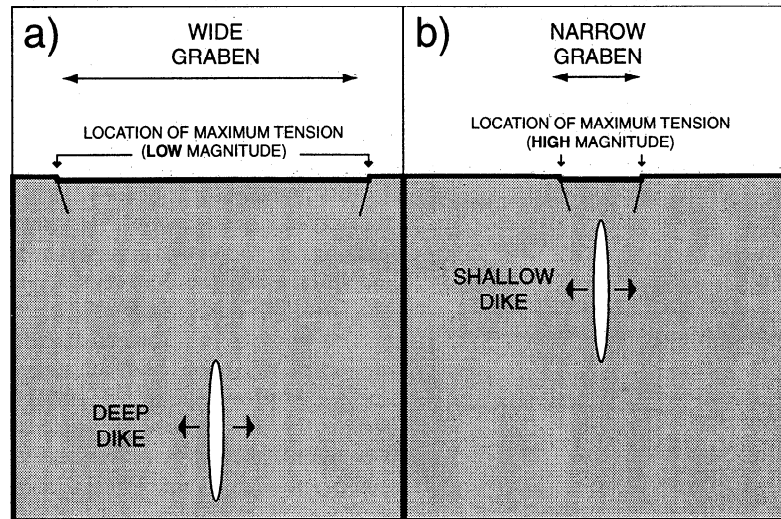 a)
WIDE
GRABEN
LOCATION OF MAXIMUM TENSION
(LOW MAGNITUDE)
DEEP
DIKE
b)
NARROW
GRABEN
LOCATION OF MAXIMUM TENSION
(HIGH MAGNITUDE)
SHALLOW
DIKE